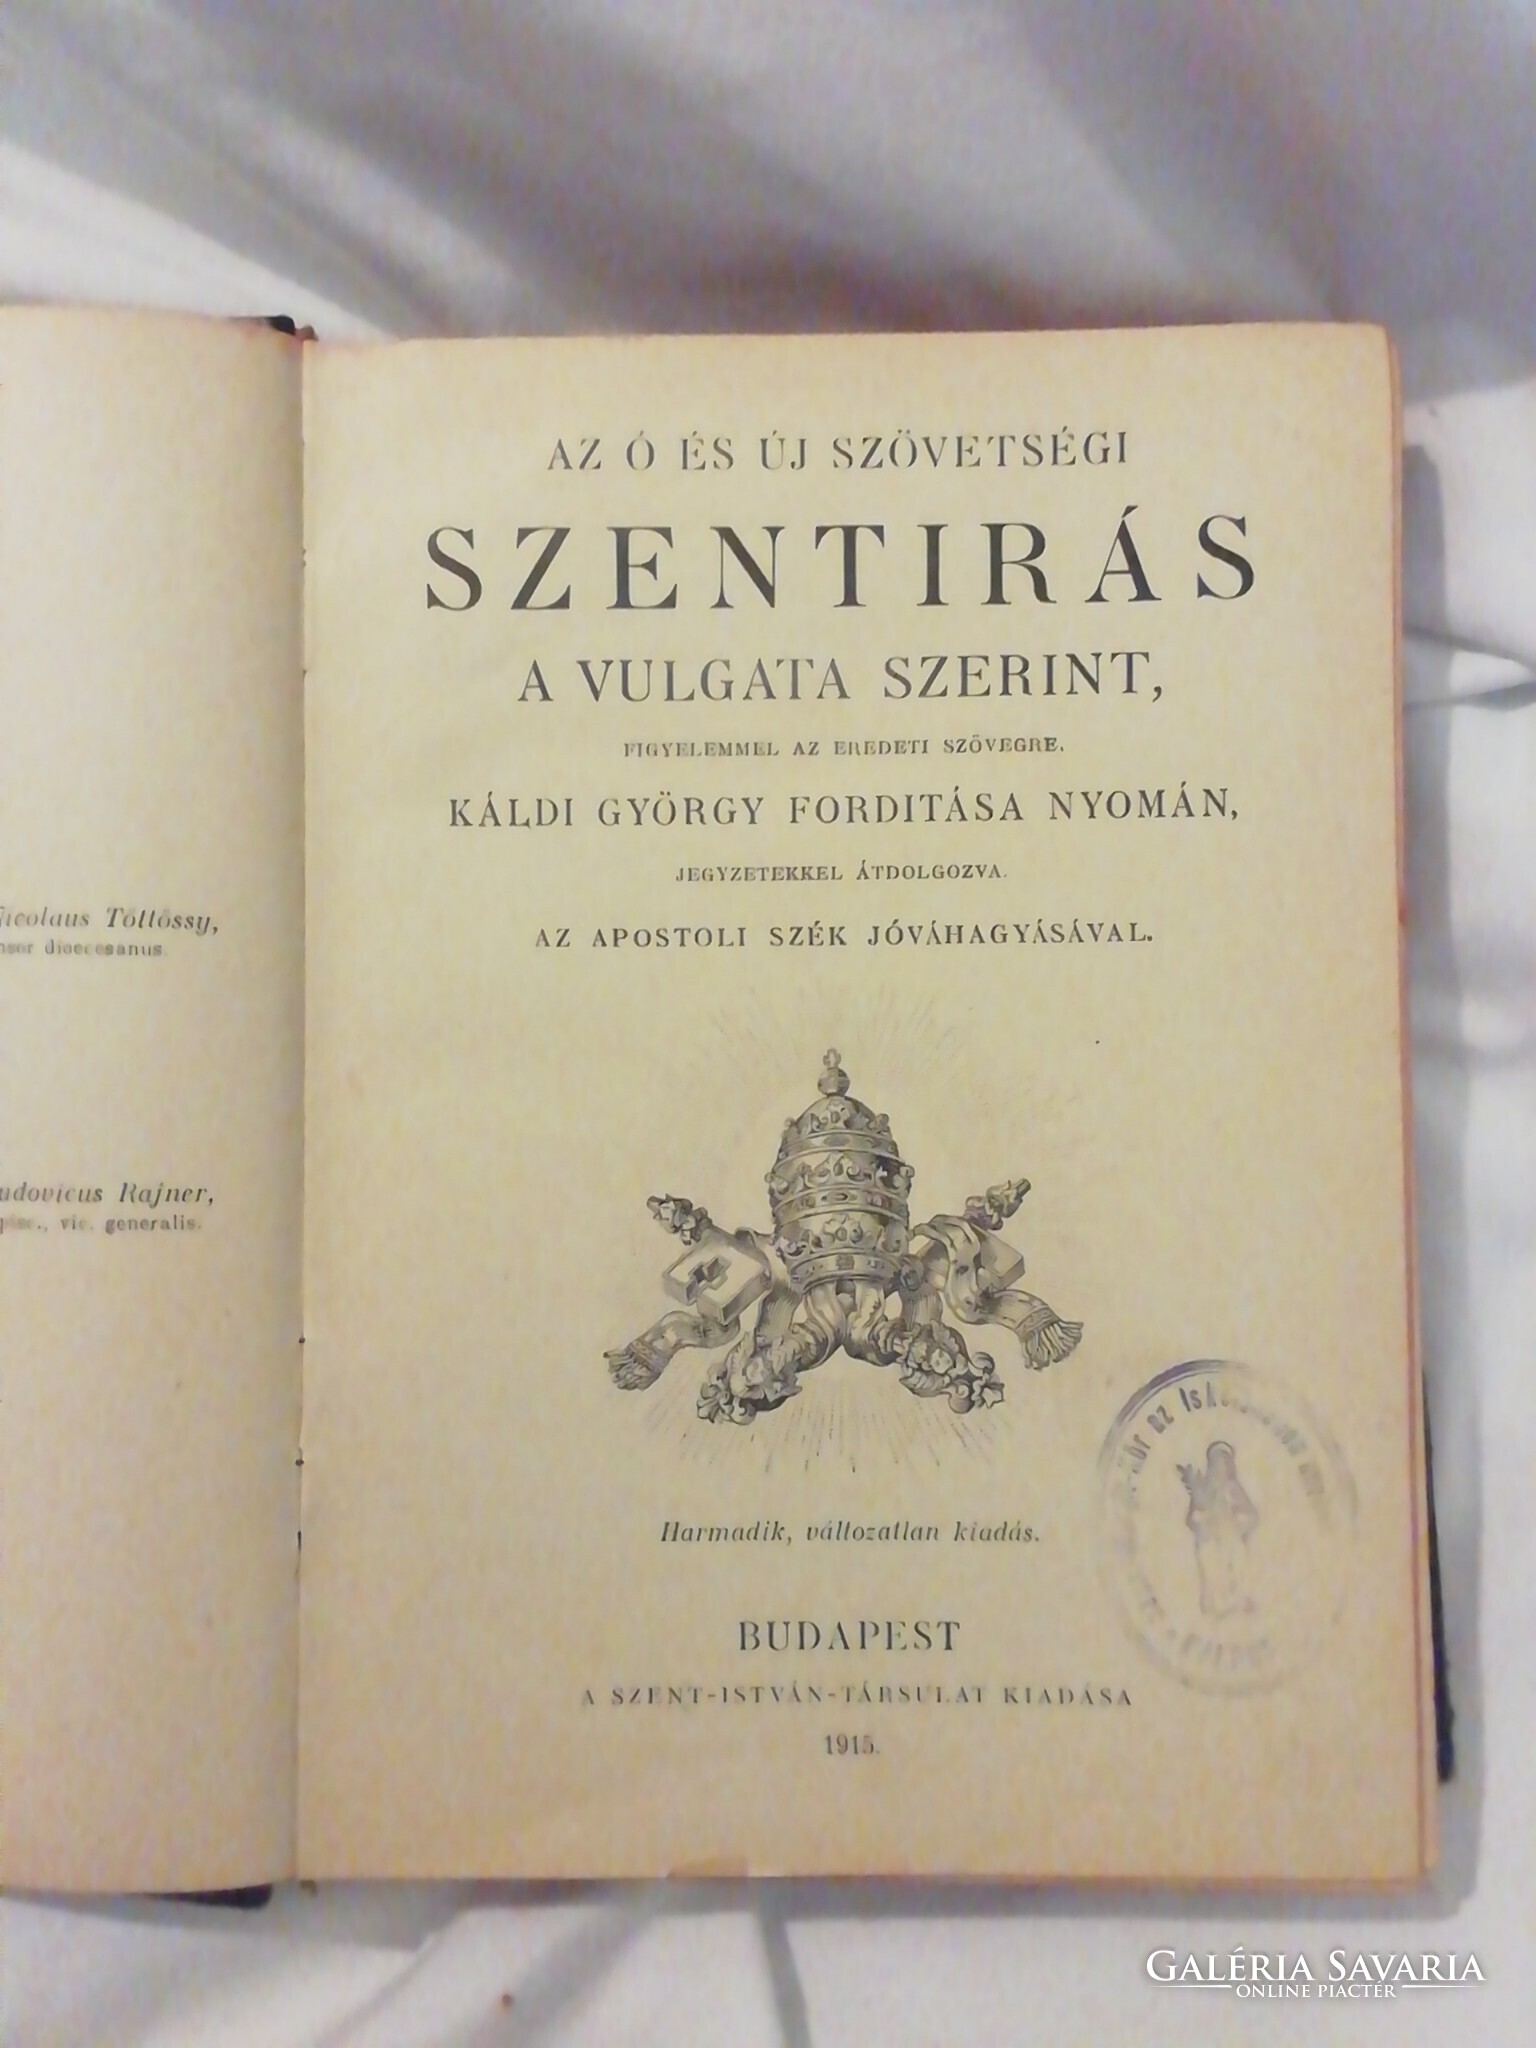 Töllössy,
dioecesanus.
Rajner,
vic. generalis.
AZ Ó ÉS ÚJ SZÖVETSÉGI
SZENTIRÁS
A VULGATA SZERINT,
FIGYELEMMEL AZ EREDETI SZÖVEGRE.
KÁLDI GYÖRGY FORDITÁSA NYOMÁN,
JEGYZETEKKEL ÁTDOLGOZVA.
AZ APOSTOLI SZÉK JÓVÁHAGYÁSÁVAL.
az
Harmadik, változatlan kiadás.
BUDAPEST
A SZENT-ISTVÁN-TÁRSULAT KIADÁSA
1915.
GALÉRIA SAVARIA
ONLINE PIACTÉR